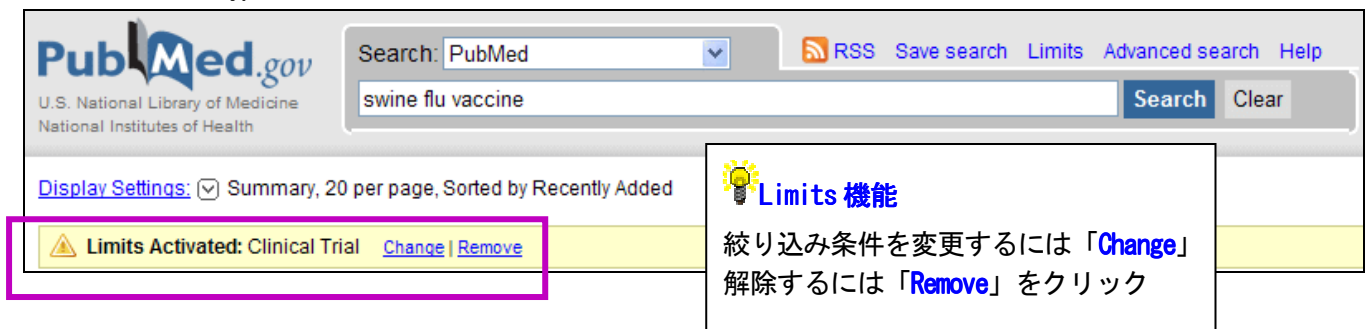 PubMed.gov
U.S. National Library of Medicine
National Institutes of Health
Search: PubMed
RSS Save search Limits Advanced search Help
swine flu vaccine
Search Clear
Display Settings: Summary, 20 per page, Sorted by Recently Added
Limits Activated: Clinical Trial Change | Remove
Limits 機能
絞り込み条件を変更するには「Change」
解除するには「Remove」をクリック